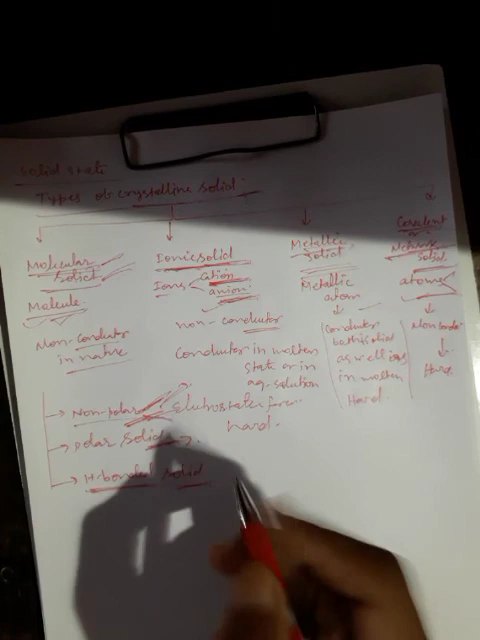 Solid state
Types of crystalline solid
Molecular
solid
Molecule
Non-conductor
in nature
→ Non-polar
→ Polar solid →.
→ H-bonded solid
Ionic solid
Ions < cation
anion
non-conductor
Conductor in molten
state or in
aq. solution
hard.
Metallic
solid
Metallic
atom
Conductor
both solid
as well as
in molten
Hard.
Covalent
or
Network
solid
atoms
↓
Non condr
↓
Hard